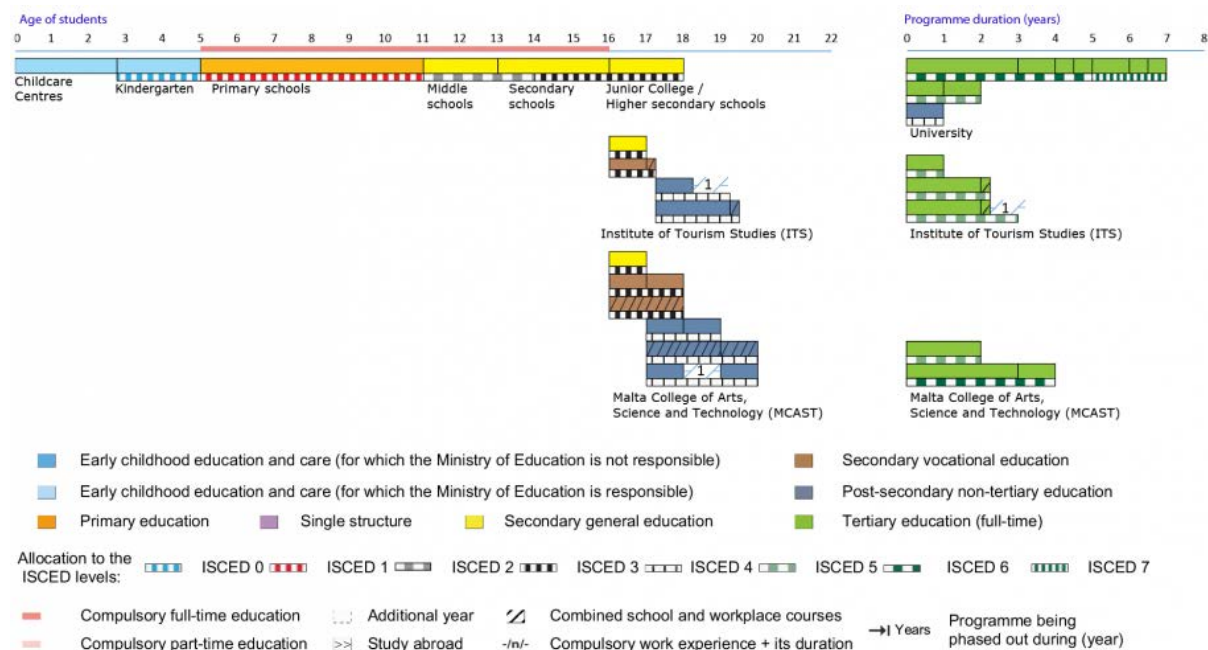 Age of students
Programme duration (years)
0 1 2 3 4 5 6 7 8 9 10 11 12 13 14 15 16 17 18 19 20 21 22
0 1 2 3 4 5 6 7 8
Childcare
Centres
Kindergarten
Primary schools
Middle
schools
Secondary
schools
Junior College /
Higher secondary schools
University
1
Institute of Tourism Studies (ITS)
1
Institute of Tourism Studies (ITS)
1
Malta College of Arts,
Science and Technology (MCAST)
Malta College of Arts,
Science and Technology (MCAST)
Early childhood education and care (for which the Ministry of Education is not responsible)
Secondary vocational education
Early childhood education and care (for which the Ministry of Education is responsible)
Post-secondary non-tertiary education
Primary education
Single structure
Secondary general education
Tertiary education (full-time)
Allocation to the
ISCED levels:
ISCED 0
ISCED 1
ISCED 2
ISCED 3
ISCED 4
ISCED 5
ISCED 6
ISCED 7
Compulsory full-time education
Additional year
Combined school and workplace courses
Years
Programme being
phased out during (year)
Compulsory part-time education
>> Study abroad
-/n/- Compulsory work experience + its duration